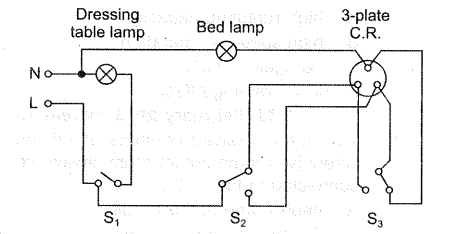 Dressing
table lamp
Bed lamp
3-plate
C.R.
N
L
S1
S2
S3